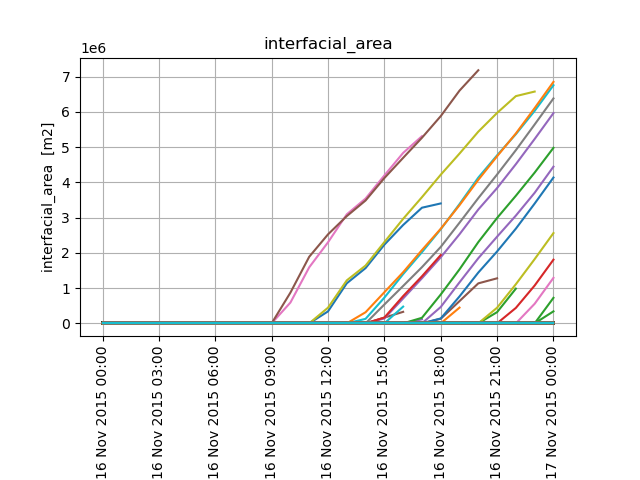 interfacial_area
1e6
interfacial_area  [m2]
7
6
5
4
3
2
1
0
16 Nov 2015 00:00
16 Nov 2015 03:00
16 Nov 2015 06:00
16 Nov 2015 09:00
16 Nov 2015 12:00
16 Nov 2015 15:00
16 Nov 2015 18:00
16 Nov 2015 21:00
17 Nov 2015 00:00